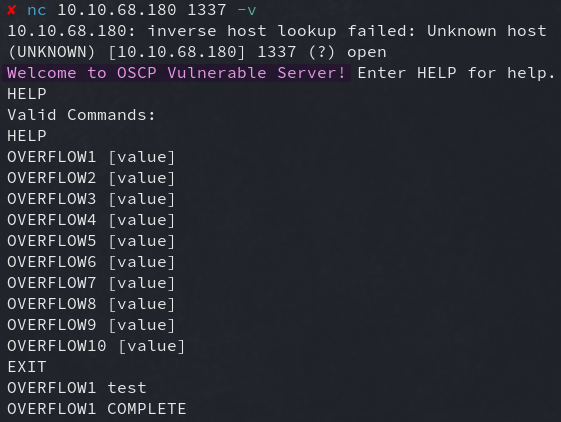 ✘ nc 10.10.68.180 1337 -v
10.10.68.180: inverse host lookup failed: Unknown host
(UNKNOWN) [10.10.68.180] 1337 (?) open
Welcome to OSCP Vulnerable Server! Enter HELP for help.
HELP
Valid Commands:
HELP
OVERFLOW1 [value]
OVERFLOW2 [value]
OVERFLOW3 [value]
OVERFLOW4 [value]
OVERFLOW5 [value]
OVERFLOW6 [value]
OVERFLOW7 [value]
OVERFLOW8 [value]
OVERFLOW9 [value]
OVERFLOW10 [value]
EXIT
OVERFLOW1 test
OVERFLOW1 COMPLETE